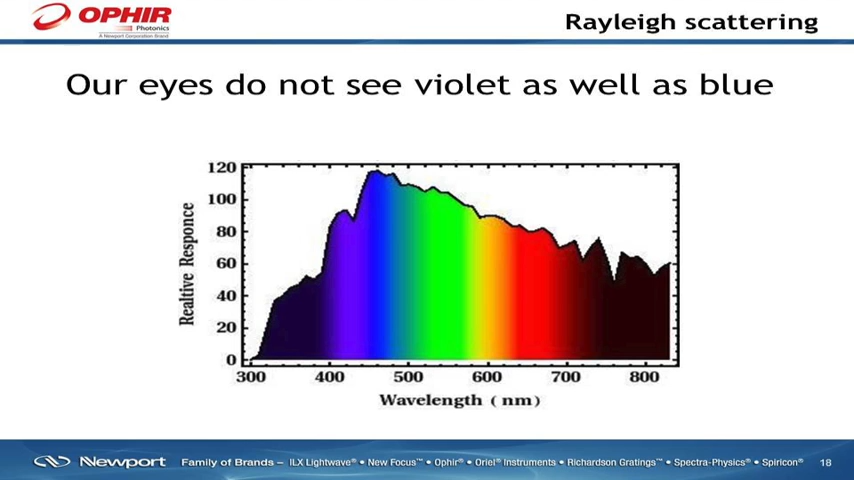 OPHIR
Photonics
A Newport Corporation Brand
Rayleigh scattering
Our eyes do not see violet as well as blue
120
100
80
60
40
20
0
Realtive Responce
300 400 500 600 700 800
Wavelength ( nm)
Newport Family of Brands – ILX Lightwave® • New Focus™ • Ophir® • Oriel® Instruments • Richardson Gratings™ • Spectra-Physics® • Spiricon® 18